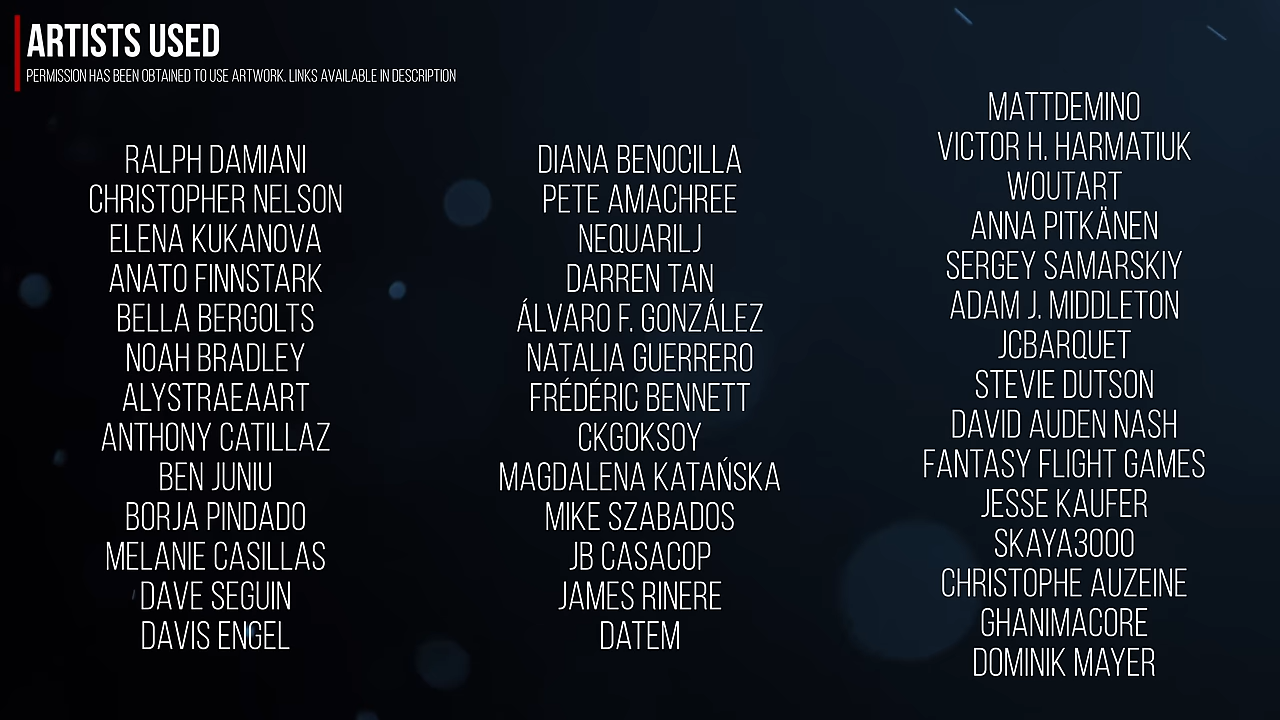 ARTISTS USED
PERMISSION HAS BEEN OBTAINED TO USE ARTWORK. LINKS AVAILABLE IN DESCRIPTION
RALPH DAMIANI
CHRISTOPHER NELSON
ELENA KUKANOVA
ANATO FINNSTARK
BELLA BERGOLTS
NOAH BRADLEY
ALYSTRAEAART
ANTHONY CATILLAZ
BEN JUNIU
BORJA PINDADO
MELANIE CASILLAS
DAVE SEGUIN
DAVIS ENGEL
DIANA BENOCILLA
PETE AMACHREE
NEQUARILJ
DARREN TAN
ÁLVARO F. GONZÁLEZ
NATALIA GUERRERO
FRÉDÉRIC BENNETT
CKGOKSOY
MAGDALENA KATAŃSKA
MIKE SZABADOS
JB CASACOP
JAMES RINERE
DATEM
MATTDEMINO
VICTOR H. HARMATIUK
WOUTART
ANNA PITKÄNEN
SERGEY SAMARSKIY
ADAM J. MIDDLETON
JCBARQUET
STEVIE DUTSON
DAVID AUDEN NASH
FANTASY FLIGHT GAMES
JESSE KAUFER
SKAYA3000
CHRISTOPHE AUZEINE
GHANIMACORE
DOMINIK MAYER